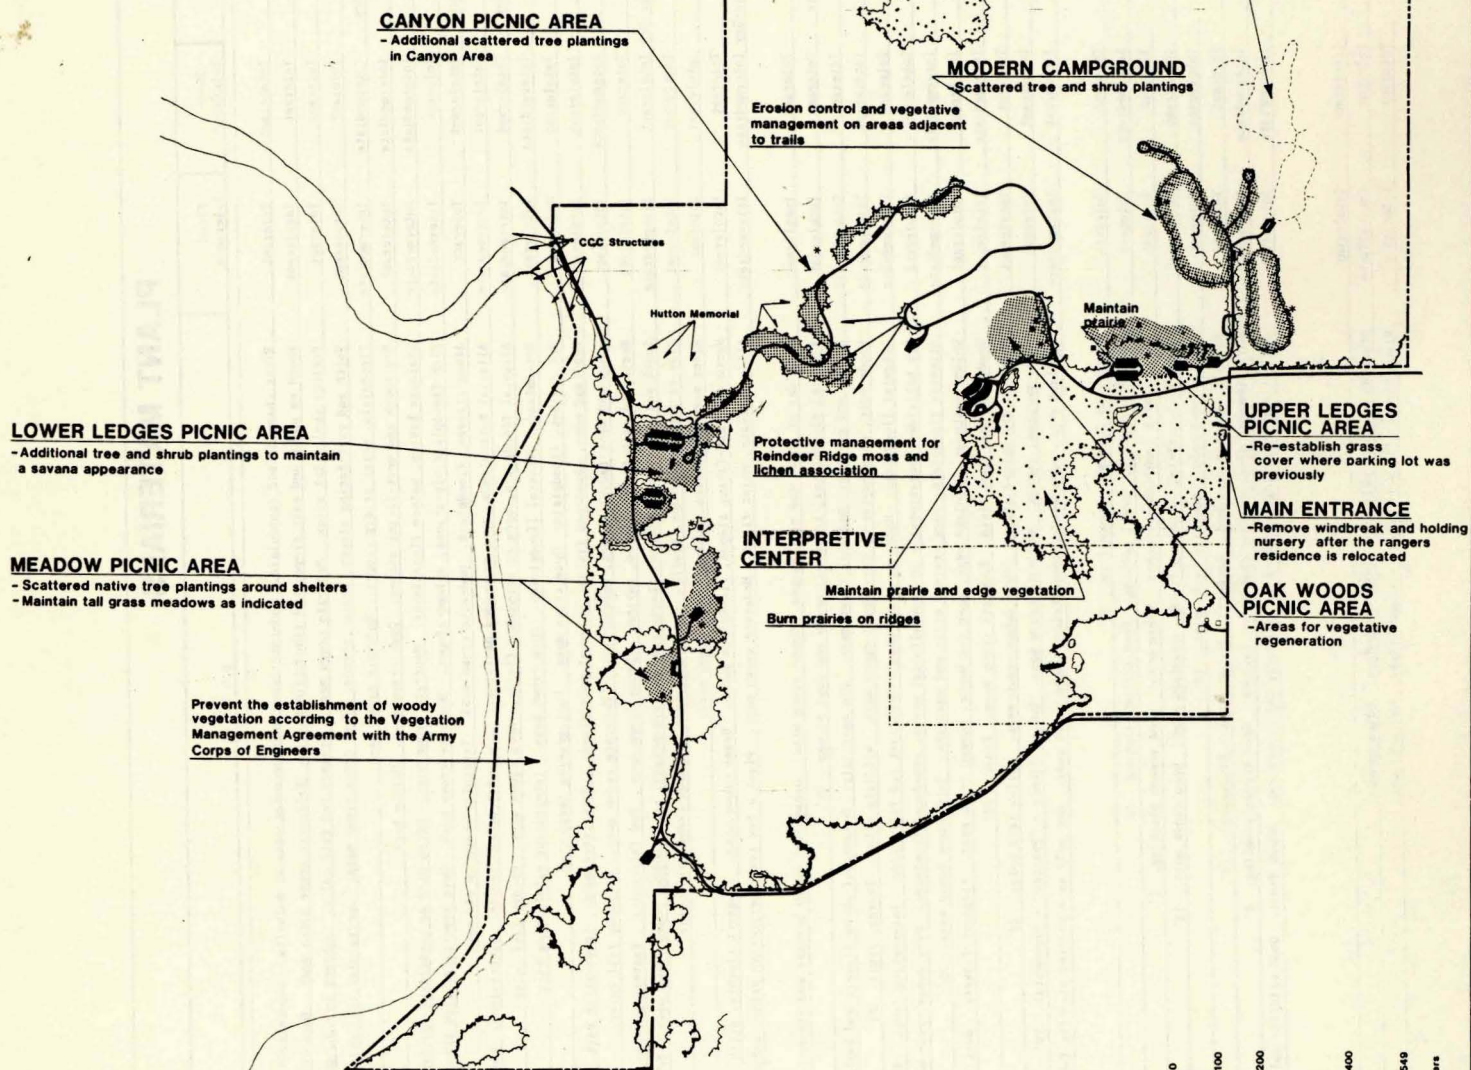 CANYON PICNIC AREA
- Additional scattered tree plantings
in Canyon Area
MODERN CAMPGROUND
-Scattered tree and shrub plantings
Erosion control and vegetative
management on areas adjacent
to trails
CCC Structures
Hutton Memorial
Maintain
prairie
LOWER LEDGES PICNIC AREA
-Additional tree and shrub plantings to maintain
a savana appearance
Protective management for
Reindeer Ridge moss and
lichen association
UPPER LEDGES
PICNIC AREA
-Re-establish grass
cover where parking lot was
previously
MAIN ENTRANCE
-Remove windbreak and holding
nursery after the rangers
residence is relocated
MEADOW PICNIC AREA
- Scattered native tree plantings around shelters
- Maintain tall grass meadows as indicated
INTERPRETIVE
CENTER
Maintain prairie and edge vegetation
Burn prairies on ridges
OAK WOODS
PICNIC AREA
-Areas for vegetative
regeneration
Prevent the establishment of woody
vegetation according to the Vegetation
Management Agreement with the Army
Corps of Engineers
0
100
200
400
549